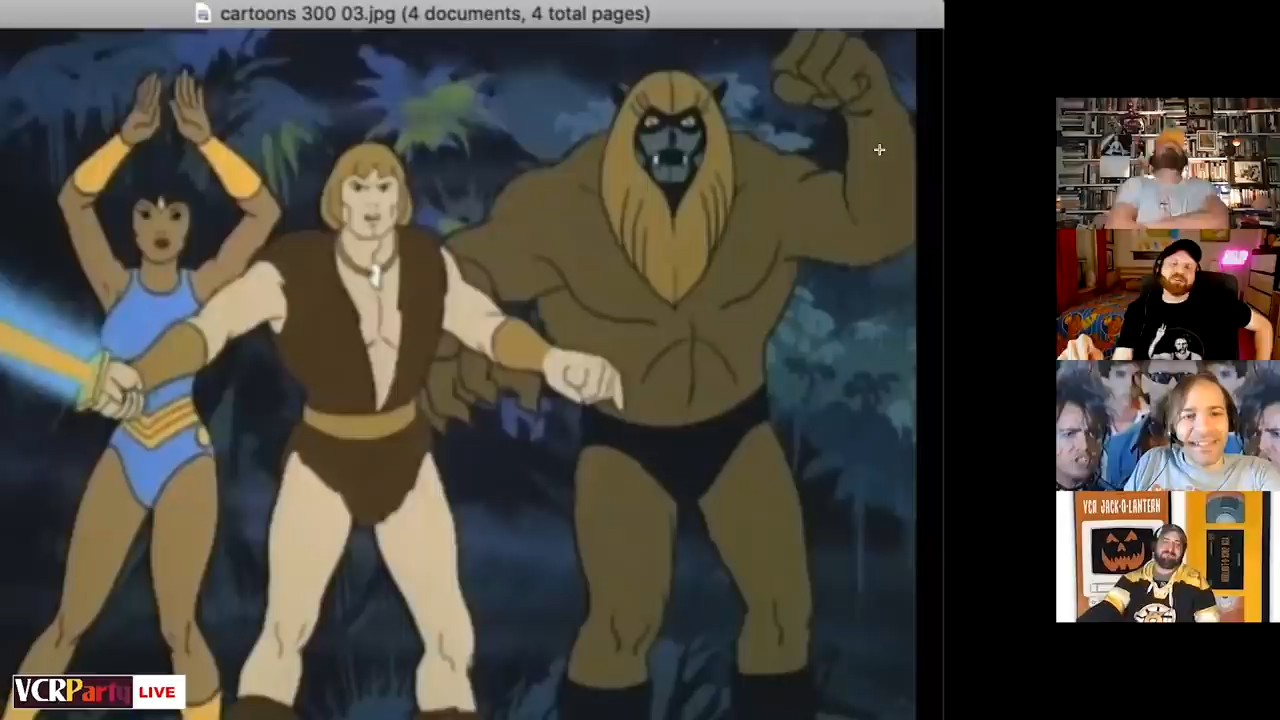 cartoons 300 03.jpg (4 documents, 4 total pages)
VCR JACK-O-LANTERN
VCRParty LIVE